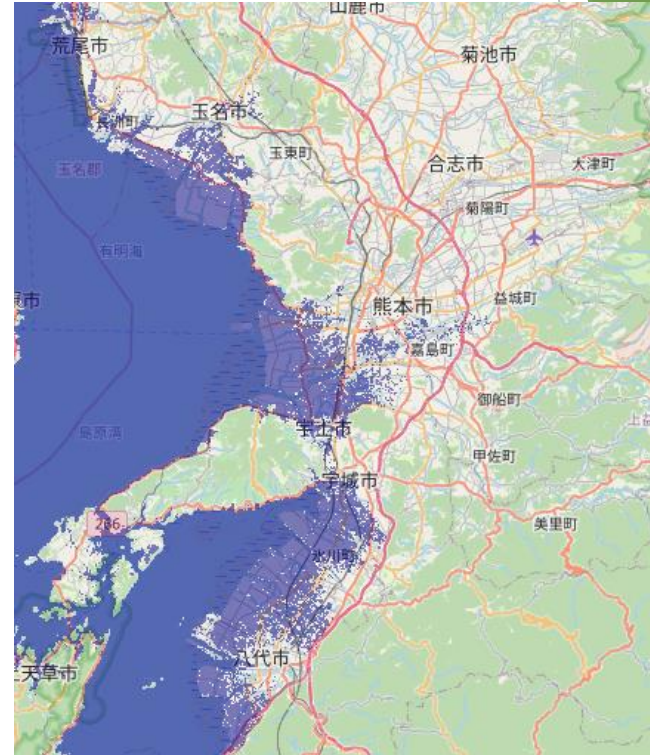 山鹿市
荒尾市
菊池市
長洲町
玉名市
玉東町
合志市
大津町
玉名郡
菊陽町
有明海
熊本市
益城町
嘉島町
御船町
島原湾
宇土市
甲佐町
宇城市
266
美里町
氷川町
八代市
天草市